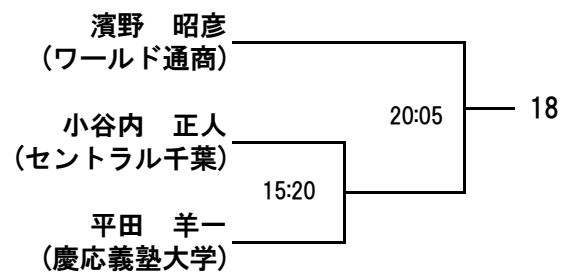 濱野　昭彦
（ワールド通商）
20:05
18
小谷内　正人
（セントラル千葉）
15:20
平田　羊一
（慶応義塾大学）